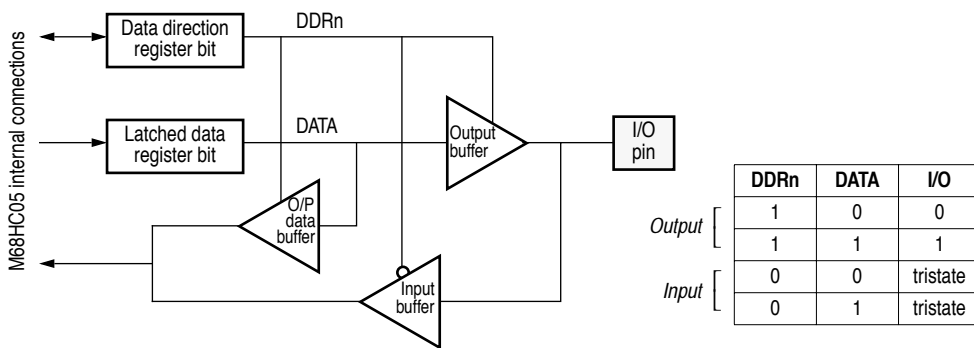 M68HC05 internal connections
Data direction
register bit
DDRn
Latched data
register bit
DATA
Output
buffer
I/O
pin
O/P
data
buffer
Input
buffer
DDRn DATA I/O
Output
1 0 0
1 1 1
Input
0 0 tristate
0 1 tristate